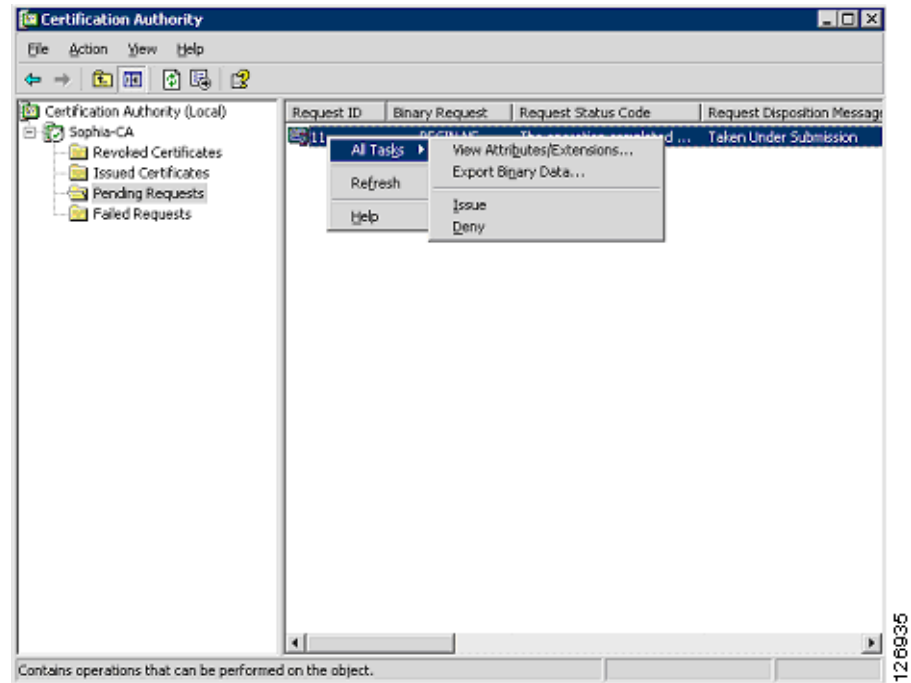 Certification Authority
File Action View Help
Certification Authority (Local)
Sophia-CA
Revoked Certificates
Issued Certificates
Pending Requests
Failed Requests
Request ID Binary Request Request Status Code Request Disposition Messag
11 Taken Under Submission
All Tasks
Refresh
Help
View Attributes/Extensions...
Export Binary Data...
Issue
Deny
Contains operations that can be performed on the object.
126935